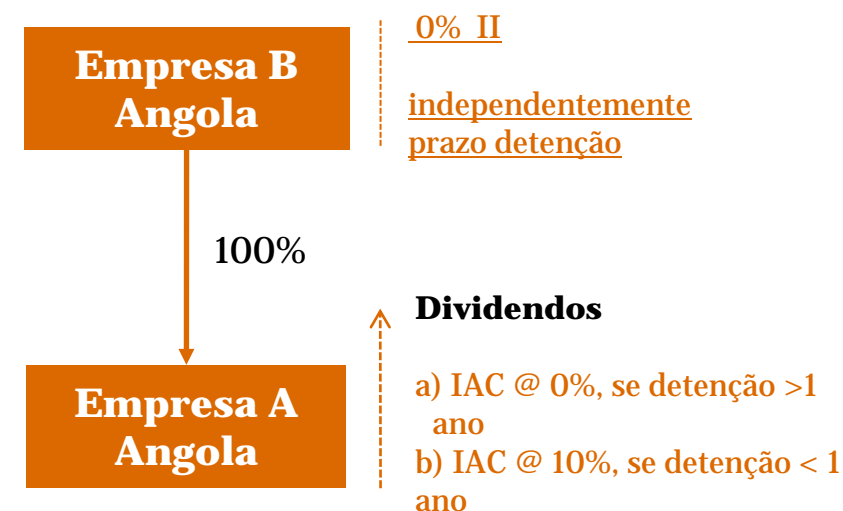 Empresa B
Angola
0% II
independentemente
prazo detenção
100%
Dividendos
a) IAC @ 0%, se detenção >1
ano
b) IAC @ 10%, se detenção < 1
ano
Empresa A
Angola